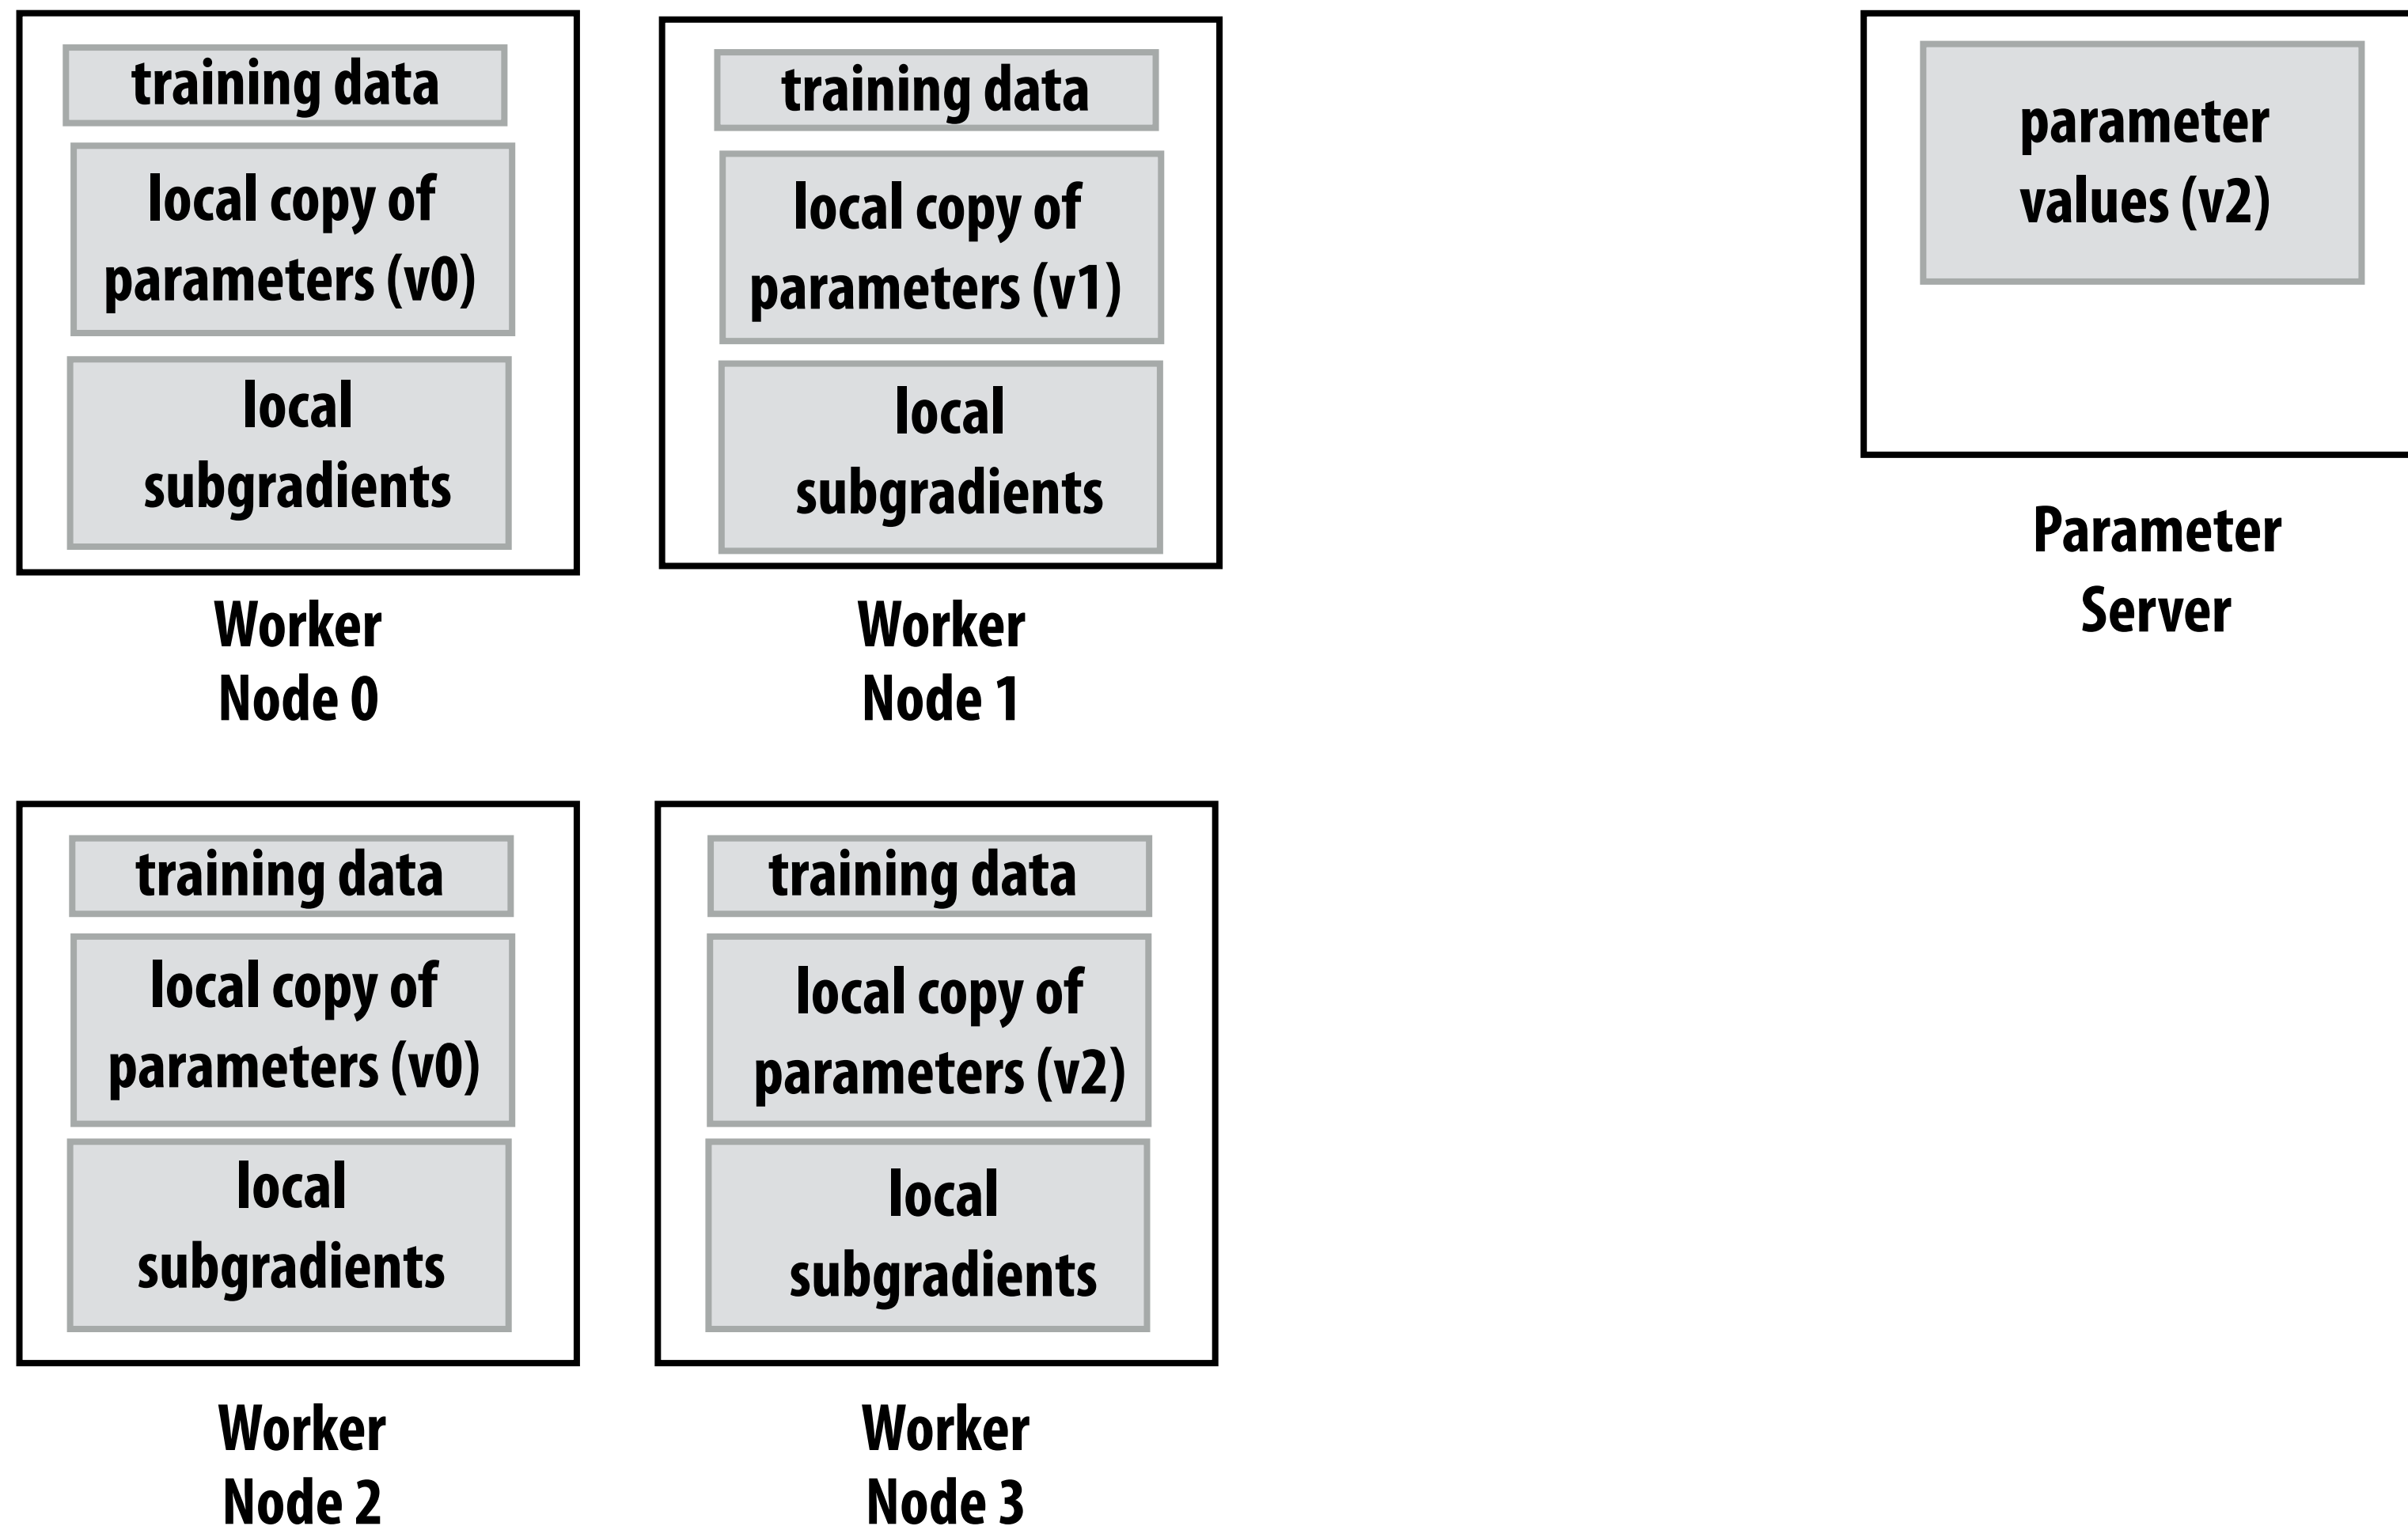 training data
local copy of
parameters (v0)
local
subgradients
Worker
Node 0
training data
local copy of
parameters (v1)
local
subgradients
Worker
Node 1
parameter
values (v2)
Parameter
Server
training data
local copy of
parameters (v0)
local
subgradients
Worker
Node 2
training data
local copy of
parameters (v2)
local
subgradients
Worker
Node 3